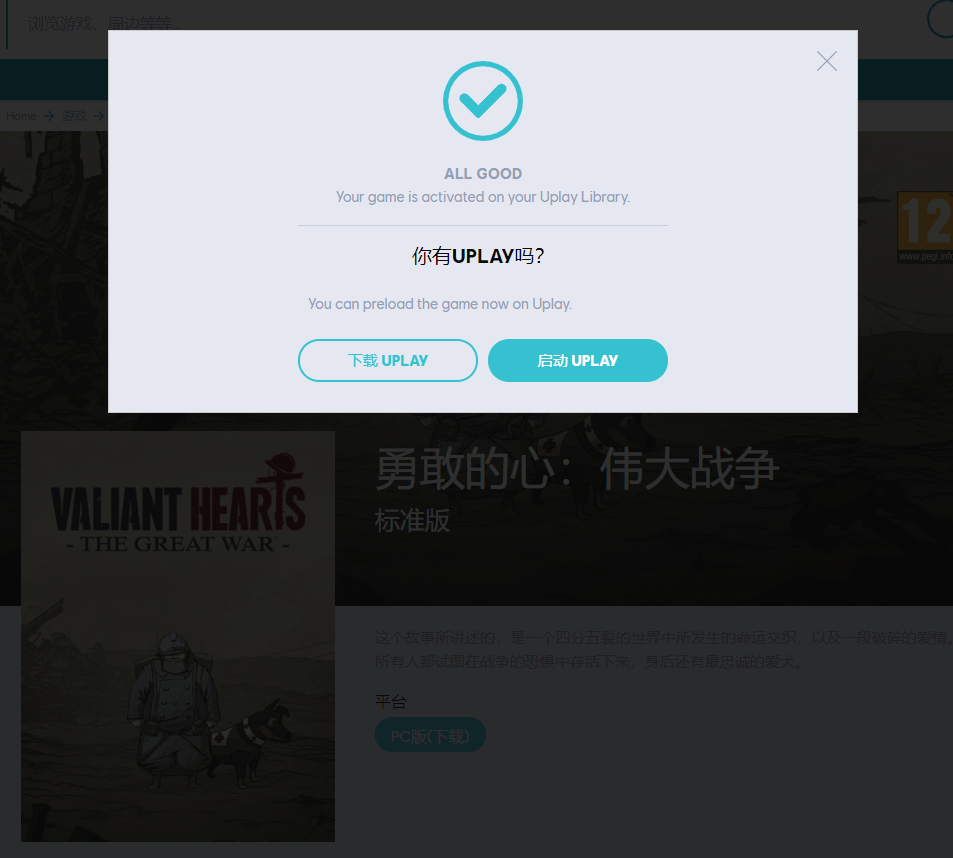 浏览游戏、周边等等...
Home → 游戏 →
ALL GOOD
Your game is activated on your Uplay Library.
你有UPLAY吗?
You can preload the game now on Uplay.
下载 UPLAY
启动 UPLAY
12
www.pegi.info
VALIANT HEARTS
- THE GREAT WAR -
勇敢的心：伟大战争
标准版
这个故事所讲述的，是一个四分五裂的世界中所发生的命运交织，以及一段破碎的爱情。
所有人都试图在战争的恐惧中存活下来，身后还有最忠诚的爱犬。
平台
PC版(下载)